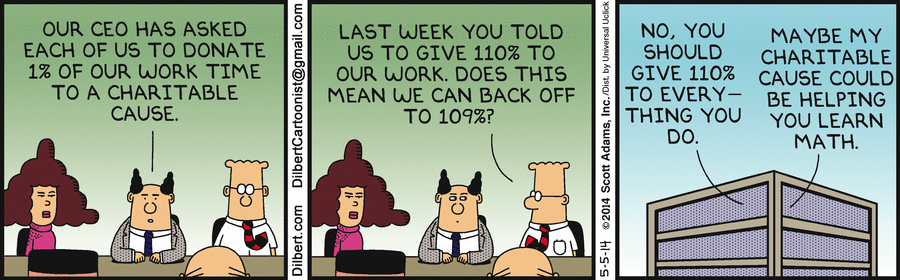 OUR CEO HAS ASKED
EACH OF US TO DONATE
1% OF OUR WORK TIME
TO A CHARITABLE
CAUSE.
Dilbert.com DilbertCartoonist@gmail.com
LAST WEEK YOU TOLD
US TO GIVE 110% TO
OUR WORK. DOES THIS
MEAN WE CAN BACK OFF
TO 109%?
5-5-14 ©2014 Scott Adams, Inc./Dist. by Universal Uclick
NO, YOU
SHOULD
GIVE 110%
TO EVERY-
THING YOU
DO.
MAYBE MY
CHARITABLE
CAUSE COULD
BE HELPING
YOU LEARN
MATH.